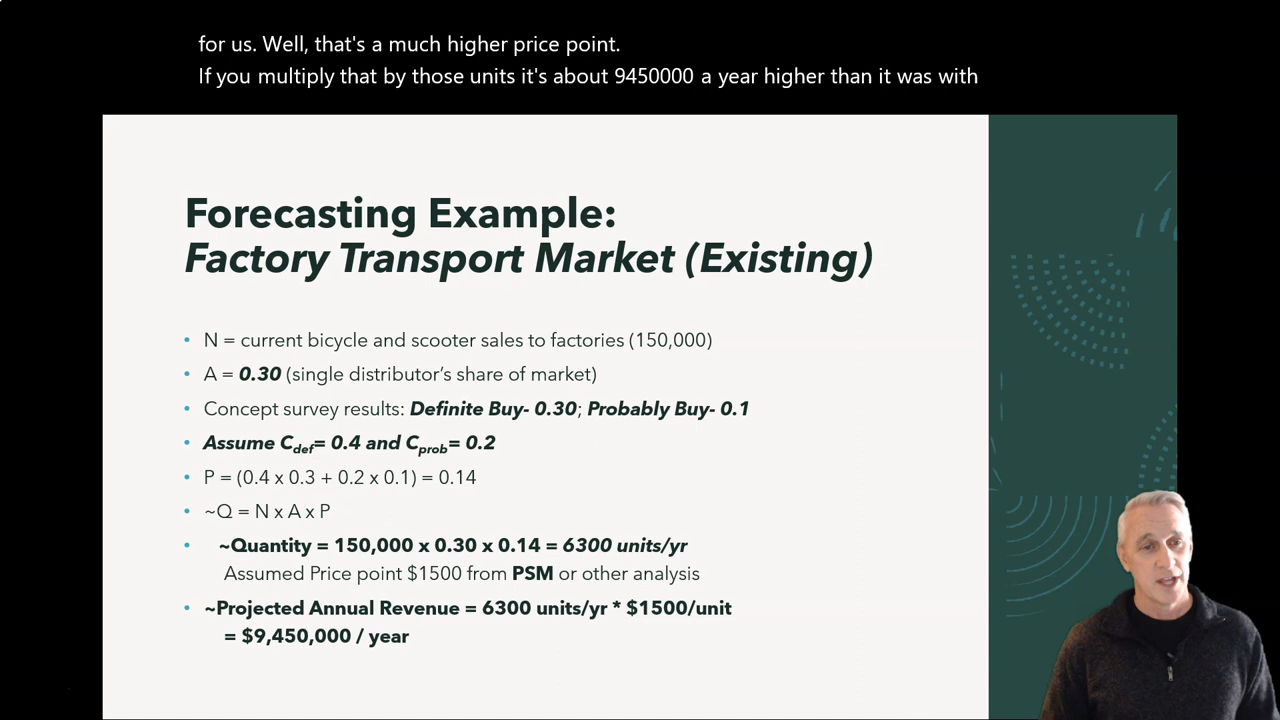 for us. Well, that's a much higher price point.
If you multiply that by those units it's about 9450000 a year higher than it was with
Forecasting Example:
Factory Transport Market (Existing)
• N = current bicycle and scooter sales to factories (150,000)
• A = 0.30 (single distributor's share of market)
• Concept survey results: Definite Buy- 0.30; Probably Buy- 0.1
• Assume Cdef= 0.4 and Cprob= 0.2
• P = (0.4 x 0.3 + 0.2 x 0.1) = 0.14
• ~Q = N x A x P
• ~Quantity = 150,000 x 0.30 x 0.14 = 6300 units/yr
Assumed Price point $1500 from PSM or other analysis
• ~Projected Annual Revenue = 6300 units/yr * $1500/unit
= $9,450,000 / year